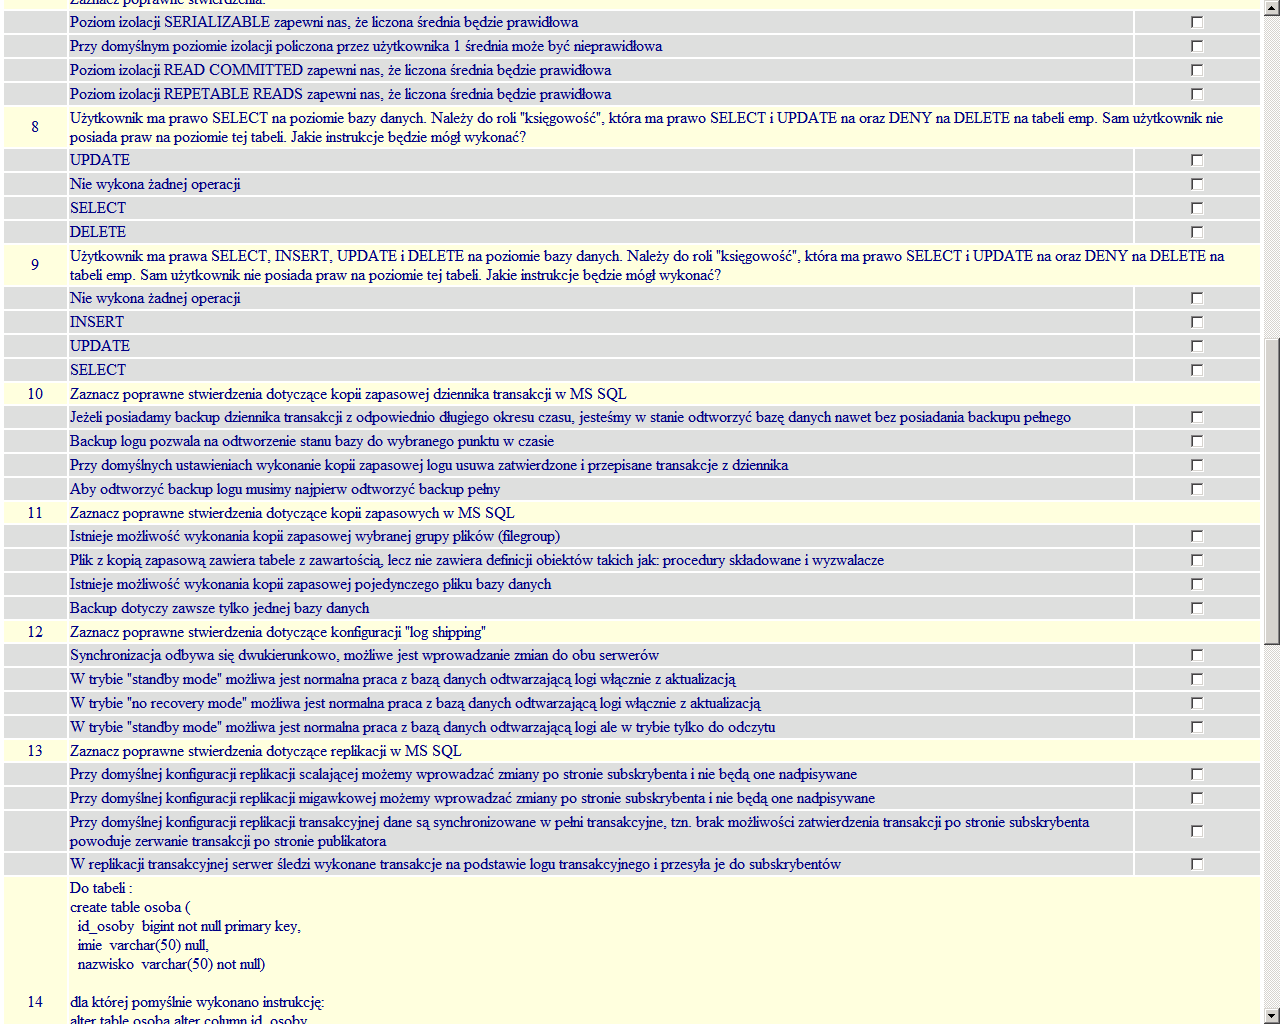 Zaznacz poprawne stwierdzenia.
Poziom izolacji SERIALIZABLE zapewni nas, że liczona średnia będzie prawidłowa
Przy domyślnym poziomie izolacji policzona przez użytkownika 1 średnia może być nieprawidłowa
Poziom izolacji READ COMMITTED zapewni nas, że liczona średnia będzie prawidłowa
Poziom izolacji REPETABLE READS zapewni nas, że liczona średnia będzie prawidłowa
8
Użytkownik ma prawo SELECT na poziomie bazy danych. Należy do roli "księgowość", która ma prawo SELECT i UPDATE na oraz DENY na DELETE na tabeli emp. Sam użytkownik nie
posiada praw na poziomie tej tabeli. Jakie instrukcje będzie mógł wykonać?
UPDATE
Nie wykona żadnej operacji
SELECT
DELETE
9
Użytkownik ma prawa SELECT, INSERT, UPDATE i DELETE na poziomie bazy danych. Należy do roli "księgowość", która ma prawo SELECT i UPDATE na oraz DENY na DELETE na
tabeli emp. Sam użytkownik nie posiada praw na poziomie tej tabeli. Jakie instrukcje będzie mógł wykonać?
Nie wykona żadnej operacji
INSERT
UPDATE
SELECT
10 Zaznacz poprawne stwierdzenia dotyczące kopii zapasowej dziennika transakcji w MS SQL
Jeżeli posiadamy backup dziennika transakcji z odpowiednio długiego okresu czasu, jesteśmy w stanie odtworzyć bazę danych nawet bez posiadania backupu pełnego
Backup logu pozwala na odtworzenie stanu bazy do wybranego punktu w czasie
Przy domyślnych ustawieniach wykonanie kopii zapasowej logu usuwa zatwierdzone i przepisane transakcje z dziennika
Aby odtworzyć backup logu musimy najpierw odtworzyć backup pełny
11 Zaznacz poprawne stwierdzenia dotyczące kopii zapasowych w MS SQL
Istnieje możliwość wykonania kopii zapasowej wybranej grupy plików (filegroup)
Plik z kopią zapasową zawiera tabele z zawartością, lecz nie zawiera definicji obiektów takich jak: procedury składowane i wyzwalacze
Istnieje możliwość wykonania kopii zapasowej pojedynczego pliku bazy danych
Backup dotyczy zawsze tylko jednej bazy danych
12 Zaznacz poprawne stwierdzenia dotyczące konfiguracji "log shipping"
Synchronizacja odbywa się dwukierunkowo, możliwe jest wprowadzanie zmian do obu serwerów
W trybie "standby mode" możliwa jest normalna praca z bazą danych odtwarzającą logi włącznie z aktualizacją
W trybie "no recovery mode" możliwa jest normalna praca z bazą danych odtwarzającą logi włącznie z aktualizacją
W trybie "standby mode" możliwa jest normalna praca z bazą danych odtwarzającą logi ale w trybie tylko do odczytu
13 Zaznacz poprawne stwierdzenia dotyczące replikacji w MS SQL
Przy domyślnej konfiguracji replikacji scalającej możemy wprowadzać zmiany po stronie subskrybenta i nie będą one nadpisywane
Przy domyślnej konfiguracji replikacji migawkowej możemy wprowadzać zmiany po stronie subskrybenta i nie będą one nadpisywane
Przy domyślnej konfiguracji replikacji transakcyjnej dane są synchronizowane w pełni transakcyjne, tzn. brak możliwości zatwierdzenia transakcji po stronie subskrybenta
powoduje zerwanie transakcji po stronie publikatora
W replikacji transakcyjnej serwer śledzi wykonane transakcje na podstawie logu transakcyjnego i przesyła je do subskrybentów
Do tabeli :
create table osoba (
id_osoby bigint not null primary key,
imie varchar(50) null,
nazwisko varchar(50) not null)
14 dla której pomyślnie wykonano instrukcję:
alter table osoba alter column id_osoby